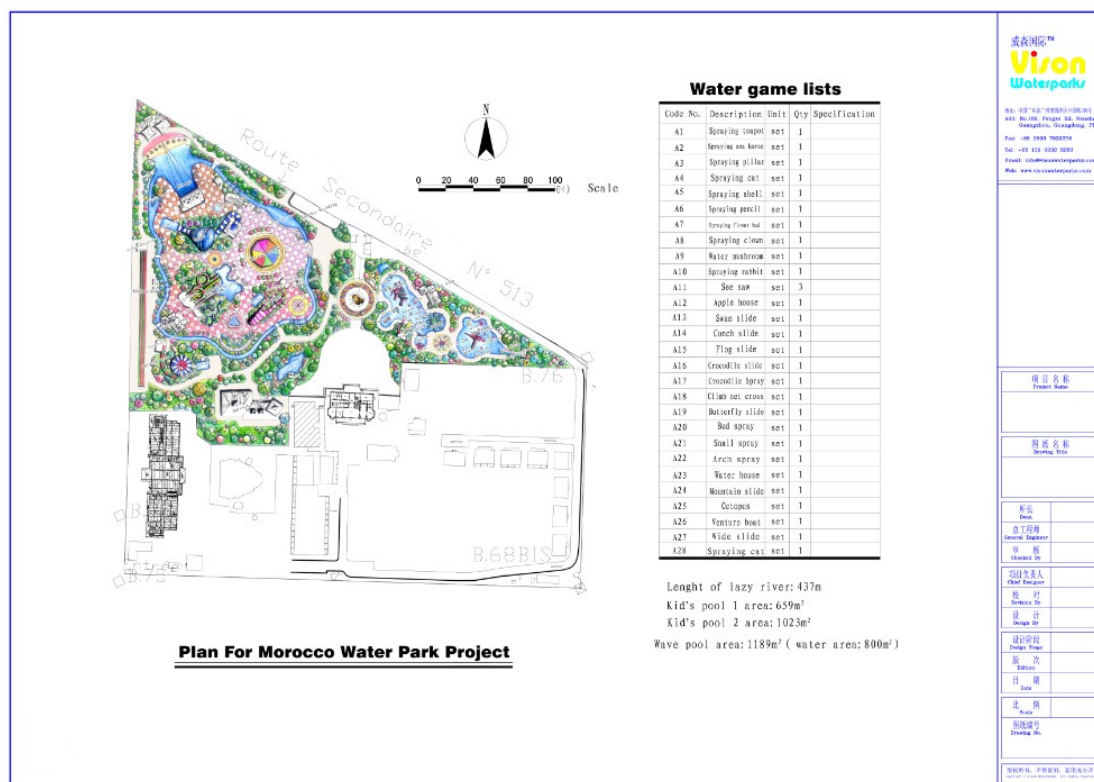 Route Secondaire N° 513
N
0 20 40 60 80 100
(M) Scale
B.76
B.68BIS
Plan For Morocco Water Park Project
Water game lists
Code No. Description Unit Qty Specification
A1 Spraying teapot set 1
A2 Spraying sea horse set 1
A3 Spraying pillar set 1
A4 Spraying cat set 1
A5 Spraying shell set 1
A6 Spraying pencil set 1
A7 Spraying flower bud set 1
A8 Spraying clown set 1
A9 Water mushroom set 1
A10 Spraying rabbit set 1
A11 See saw set 3
A12 Apple house set 1
A13 Swan slide set 1
A14 Conch slide set 1
A15 Flog slide set 1
A16 Crocodile slide set 1
A17 Crocodile Spray set 1
A18 Climb net cross set 1
A19 Butterfly slide set 1
A20 Bud spray set 1
A21 Snail spray set 1
A22 Arch spray set 1
A23 Water house set 1
A24 Mountain slide set 1
A25 Octopus set 1
A26 Venture boat set 1
A27 Wide slide set 1
A28 Spraying cat set 1
Lenght of lazy river:437m
Kid's pool 1 area:659m²
Kid's pool 2 area:1023m²
Wave pool area:1189m²( water area:800m²)
威森国际™
Vison
Waterparks
项目名称
Project Name
图纸名称
Drawing Title
所长
Dean
总工程师
General Engineer
审 核
Checked By
项目负责人
Chief Designer
校 对
设 计
Design By
设计阶段
Design Stage
版 次
Edition
日 期
Date
比 例
Scale
图纸编号
Drawing No.